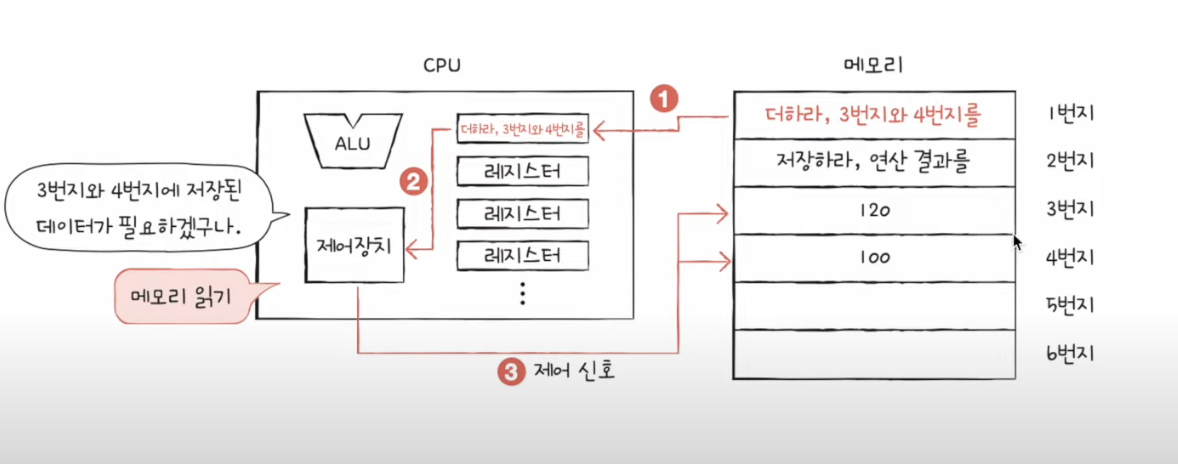 CPU
메모리
ALU
더하라, 3번지와 4번지를
레지스터
레지스터
레지스터
제어장치
3번지와 4번지에 저장된
데이터가 필요하겠구나.
메모리 읽기
1
2
3 제어 신호
더하라, 3번지와 4번지를
1번지
저장하라, 연산 결과를
2번지
120
3번지
100
4번지
5번지
6번지